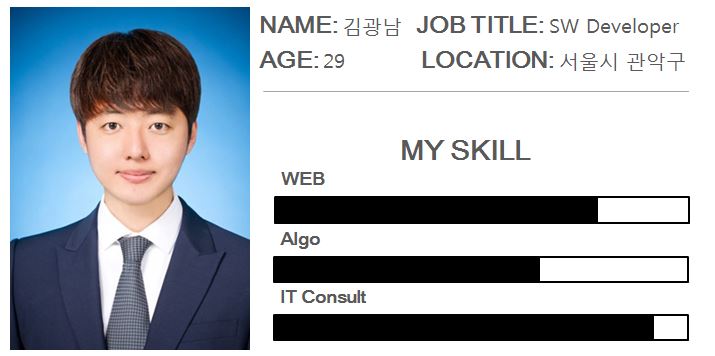 NAME: 김광남 JOB TITLE: SW Developer
AGE: 29 LOCATION: 서울시 관악구
MY SKILL
WEB
Algo
IT Consult